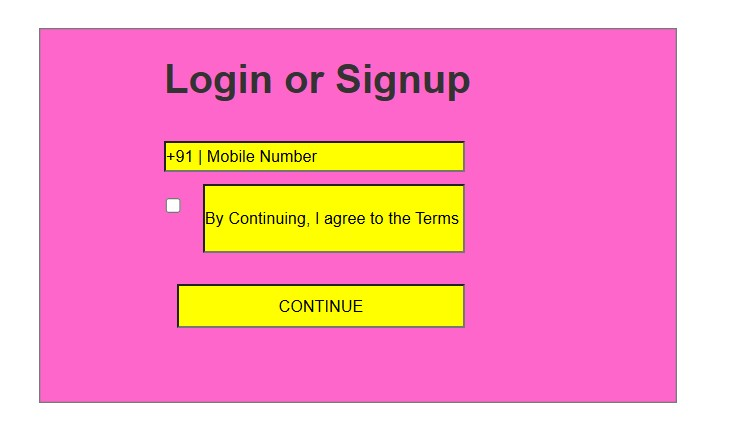 Login or Signup
+91 | Mobile Number
By Continuing, I agree to the Terms
CONTINUE